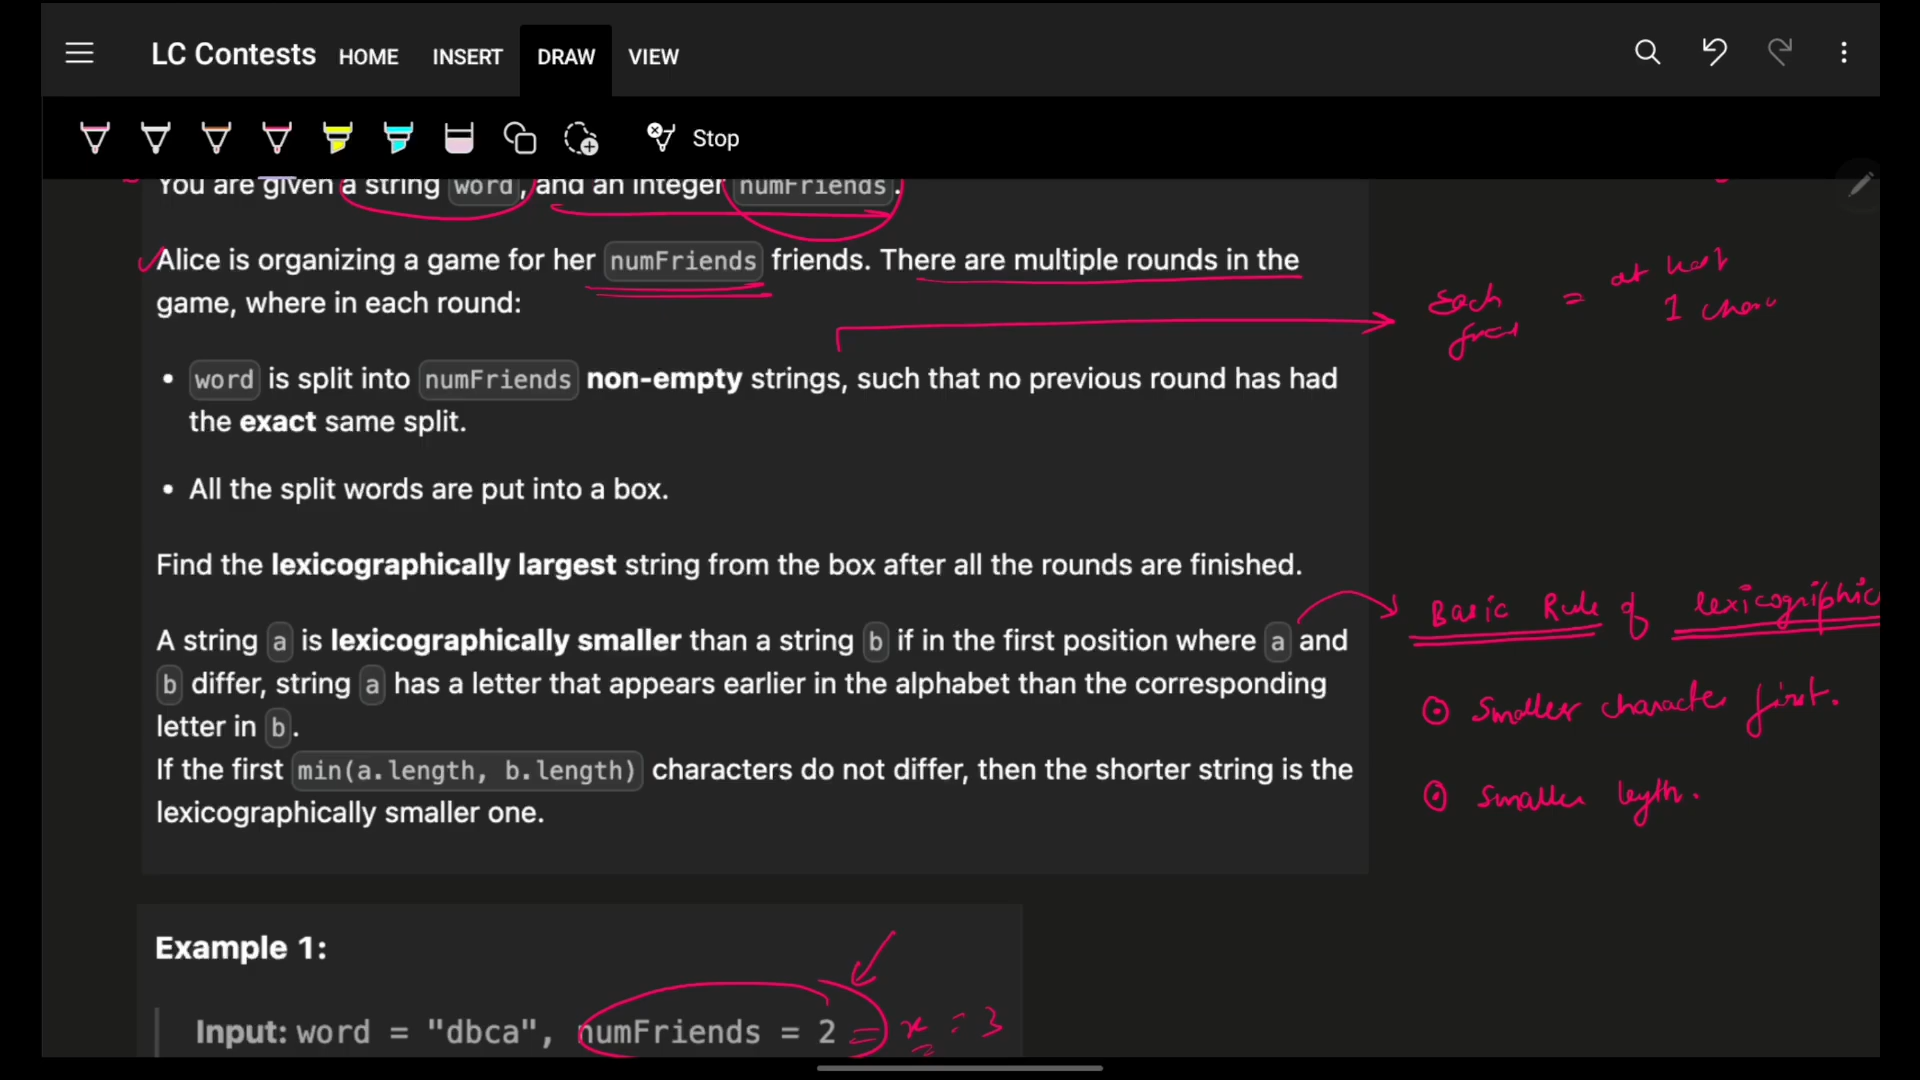 LC Contests HOME INSERT DRAW VIEW
Stop
You are given a string word, and an integer numFriends.
Alice is organizing a game for her numFriends friends. There are multiple rounds in the
game, where in each round:
Each = at least
1 char
• word is split into numFriends non-empty strings, such that no previous round has had
the exact same split.
• All the split words are put into a box.
Find the lexicographically largest string from the box after all the rounds are finished.
A string a is lexicographically smaller than a string b if in the first position where a and
b differ, string a has a letter that appears earlier in the alphabet than the corresponding
letter in b.
If the first min(a.length, b.length) characters do not differ, then the shorter string is the
lexicographically smaller one.
Basic Rule of lexicogriphic
Smaller character first.
Smaller length.
Example 1:
Input: word = "dbca", numFriends = 2 = x = 3